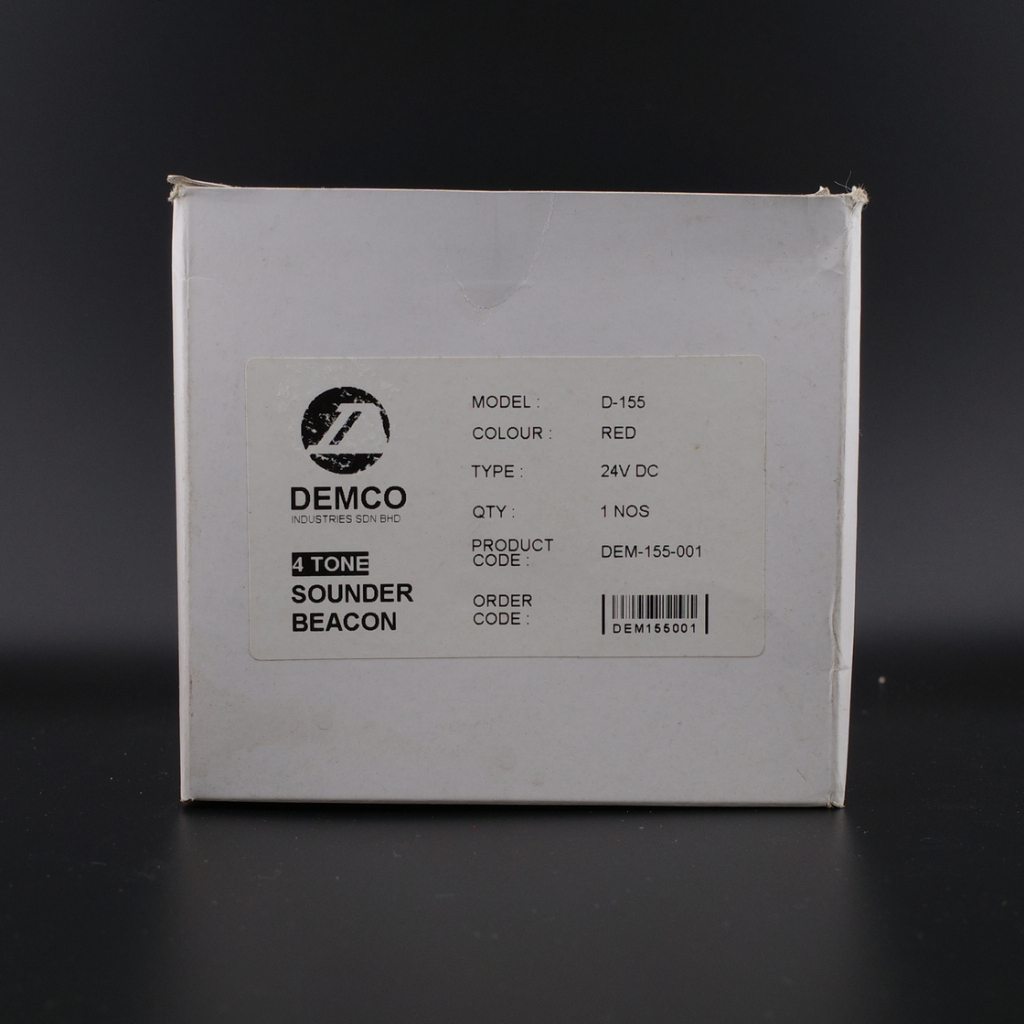 DEMCO
INDUSTRIES SDN BHD
4 TONE
SOUNDER
BEACON
MODEL : D-155
COLOUR : RED
TYPE : 24V DC
QTY : 1 NOS
PRODUCT
CODE : DEM-155-001
ORDER
CODE :
DEM155001